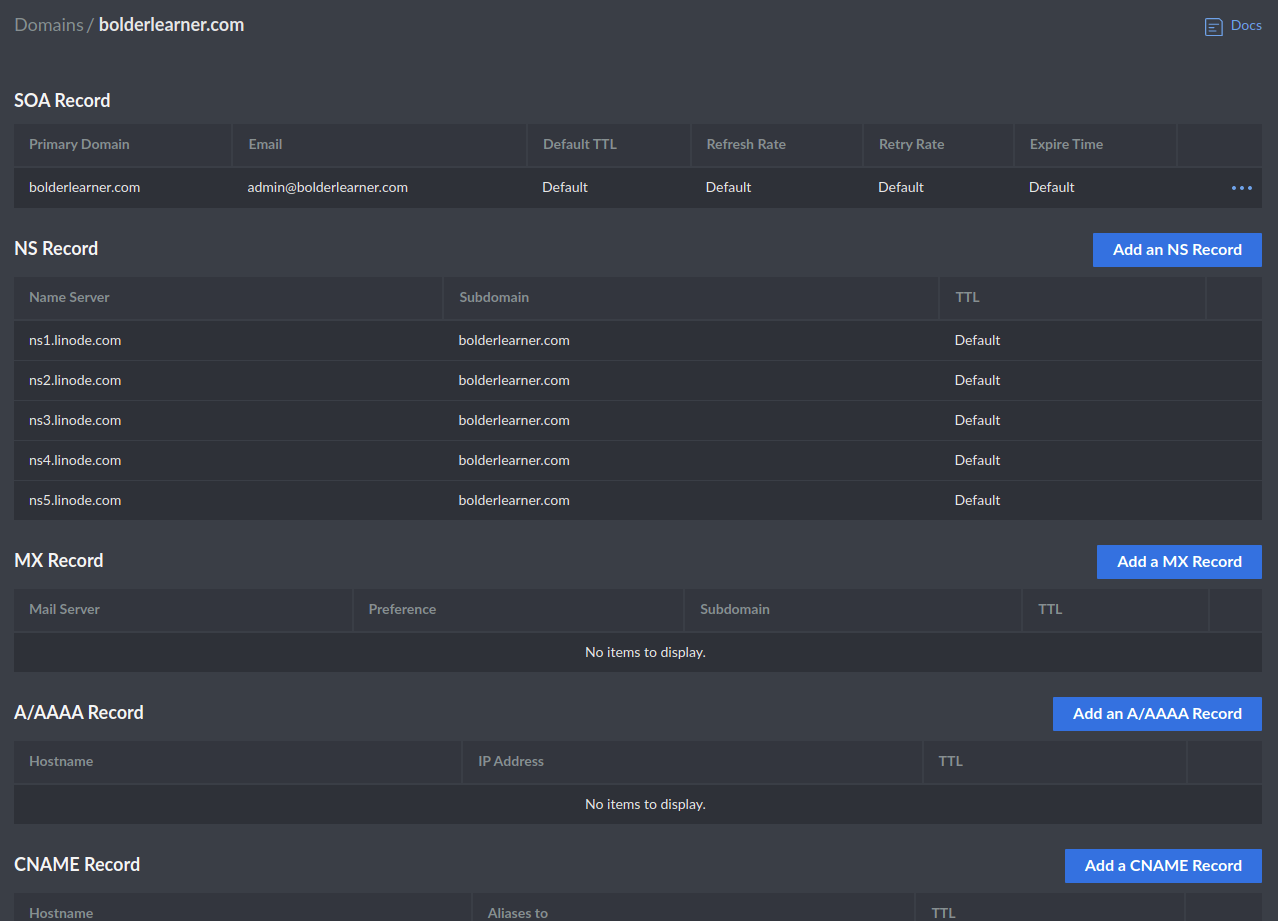 Domains / bolderlearner.com
Docs
SOA Record
Primary Domain Email Default TTL Refresh Rate Retry Rate Expire Time
bolderlearner.com admin@bolderlearner.com Default Default Default Default
NS Record Add an NS Record
Name Server Subdomain TTL
ns1.linode.com bolderlearner.com Default
ns2.linode.com bolderlearner.com Default
ns3.linode.com bolderlearner.com Default
ns4.linode.com bolderlearner.com Default
ns5.linode.com bolderlearner.com Default
MX Record Add a MX Record
Mail Server Preference Subdomain TTL
No items to display.
A/AAAA Record Add an A/AAAA Record
Hostname IP Address TTL
No items to display.
CNAME Record Add a CNAME Record
Hostname Aliases to TTL